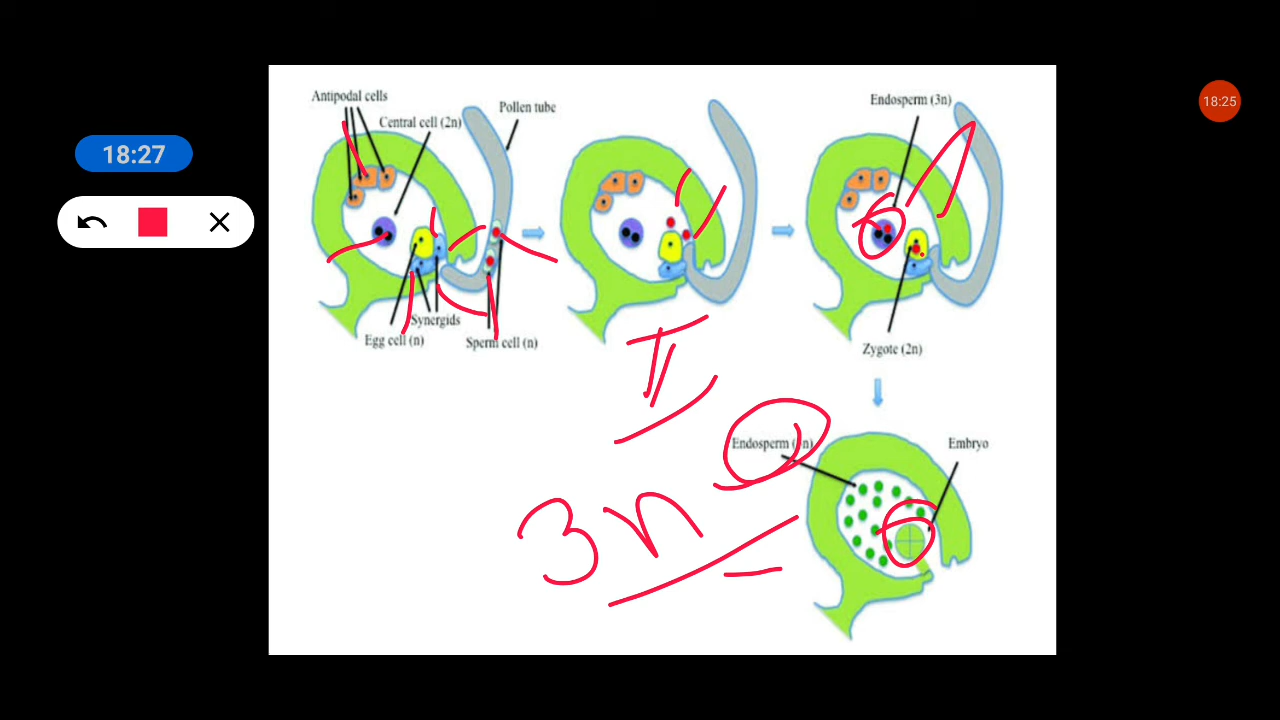 18:27
18:25
Antipodal cells
Central cell (2n)
Pollen tube
Synergids
Egg cell (n)
Sperm cell (n)
Endosperm (3n)
Zygote (2n)
II
Endosperm
Embryo
3n